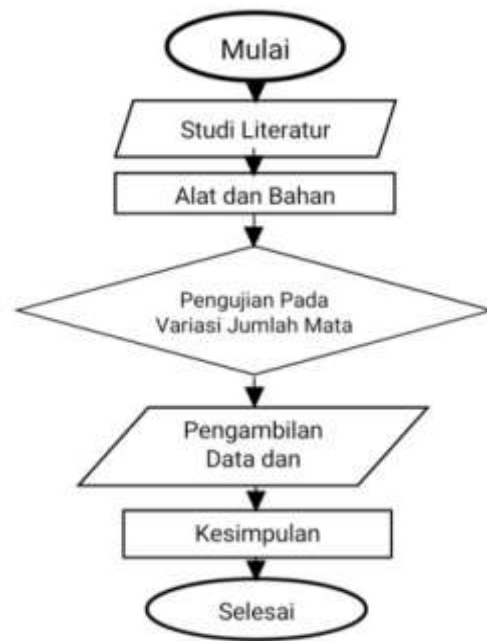 Mulai
Studi Literatur
Alat dan Bahan
Pengujian Pada
Variasi Jumlah Mata
Pengambilan
Data dan
Kesimpulan
Selesai